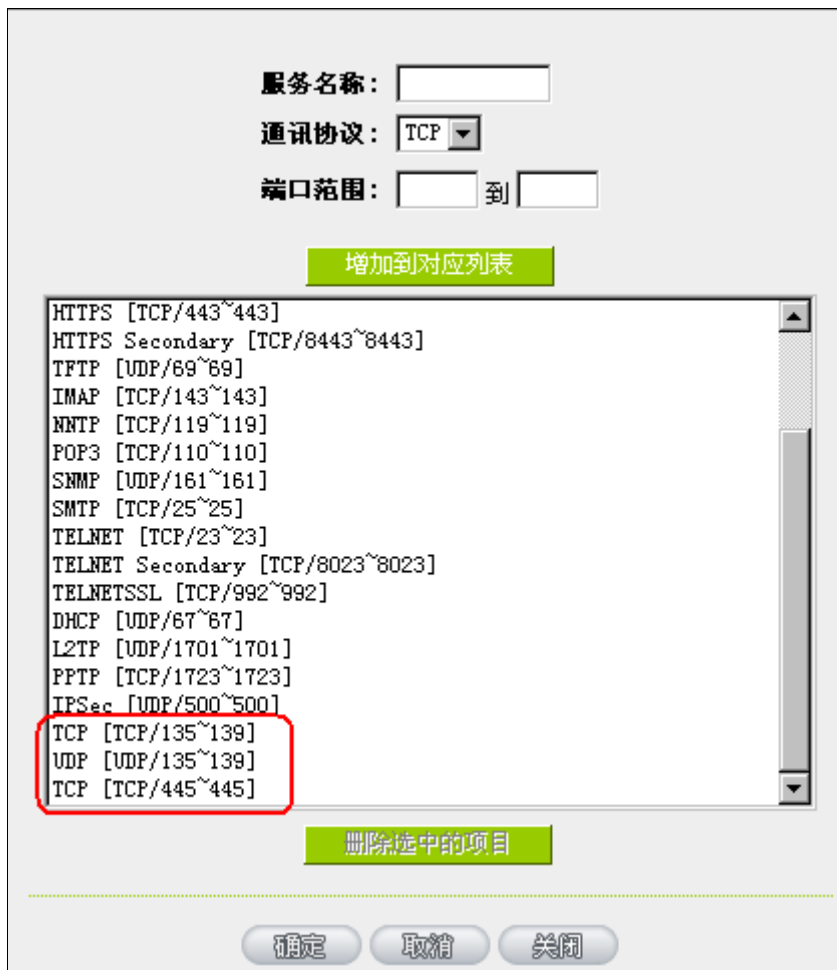 服务名称：
通讯协议： TCP
端口范围： 到
增加到对应列表
HTTPS [TCP/443~443]
HTTPS Secondary [TCP/8443~8443]
TFTP [UDP/69~69]
IMAP [TCP/143~143]
NNTP [TCP/119~119]
POP3 [TCP/110~110]
SNMP [UDP/161~161]
SMTP [TCP/25~25]
TELNET [TCP/23~23]
TELNET Secondary [TCP/8023~8023]
TELNETSSL [TCP/992~992]
DHCP [UDP/67~67]
L2TP [UDP/1701~1701]
PPTP [TCP/1723~1723]
IPSec [UDP/500~500]
TCP [TCP/135~139]
UDP [UDP/135~139]
TCP [TCP/445~445]
删除选中的项目
确定 取消 关闭